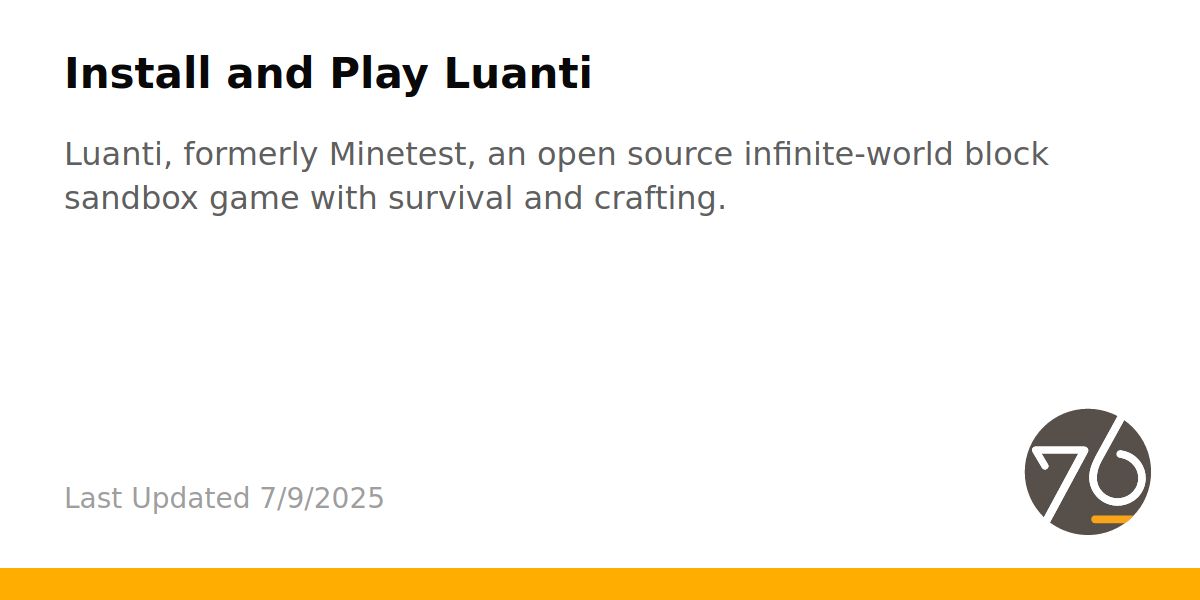 Install and Play Luanti
Luanti, formerly Minetest, an open source infinite-world block
sandbox game with survival and crafting.
Last Updated 7/9/2025
76